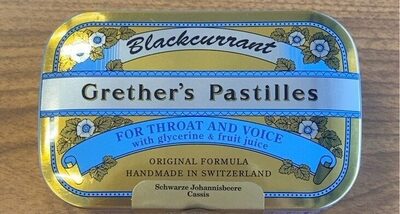 Blackcurrant
Grether's Pastilles
FOR THROAT AND VOICE
with glycerine & fruit juice
ORIGINAL FORMULA
HANDMADE IN SWITZERLAND
Schwarze Johannisbeere
Cassis